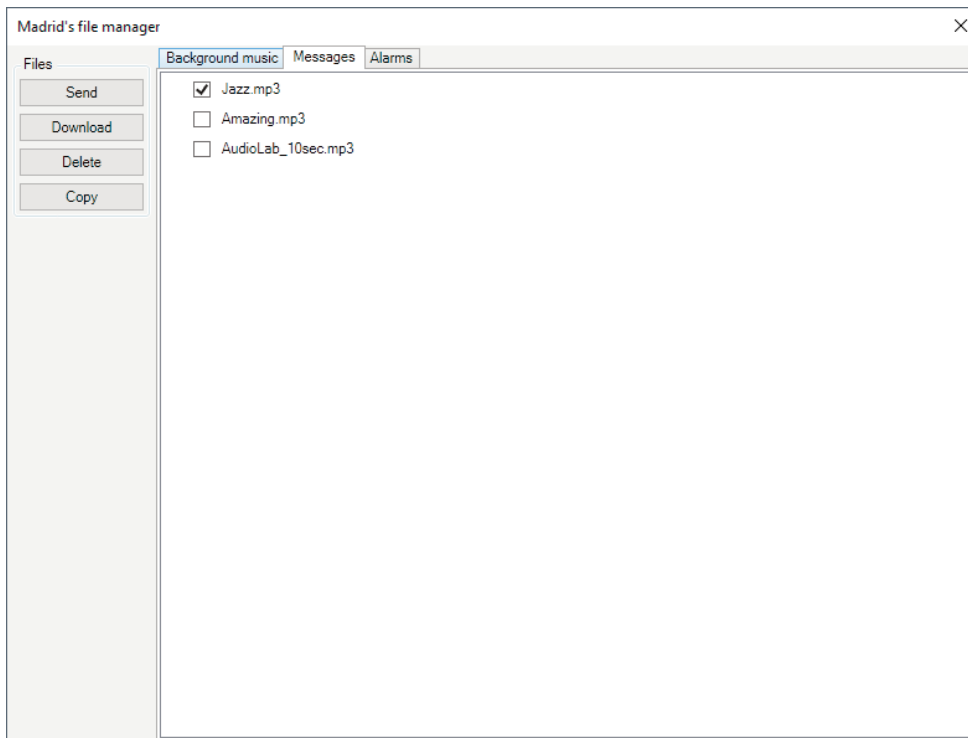 Madrid's file manager
Files
Send
Download
Delete
Copy
Background music
Messages
Alarms
Jazz.mp3
Amazing.mp3
AudioLab_10sec.mp3